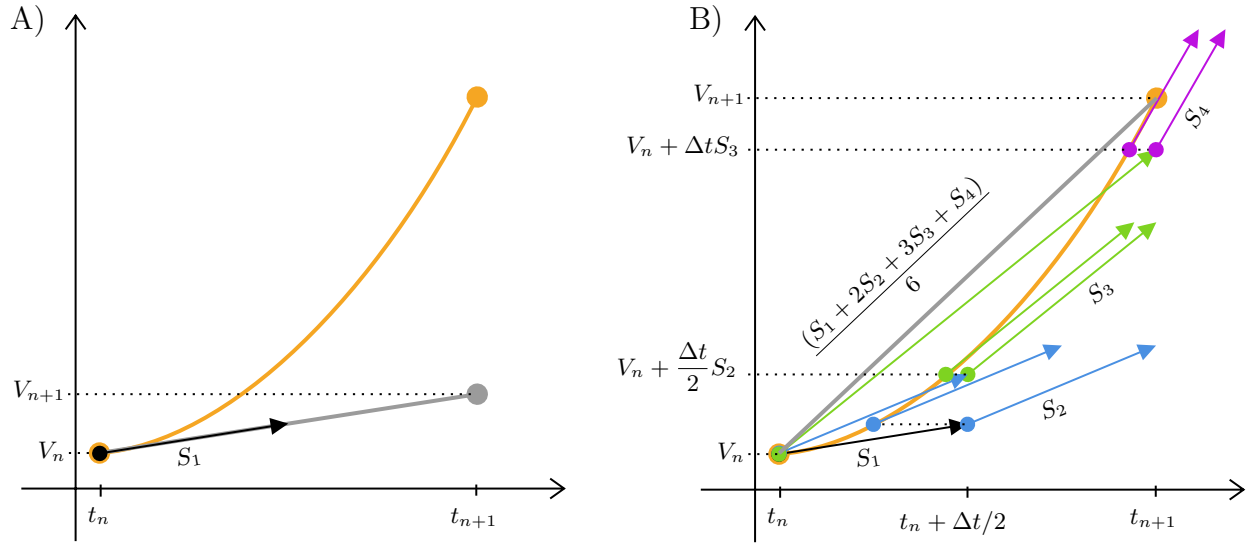 A)
V_{n+1}
V_n
S_1
t_n
t_{n+1}
B)
V_{n+1}
V_n + ΔtS_3
S_4
(S_1 + 2S_2 + 3S_3 + S_4)
6
S_3
V_n + \frac{Δt}{2}S_2
S_2
V_n
S_1
t_n
t_n + Δt/2
t_{n+1}